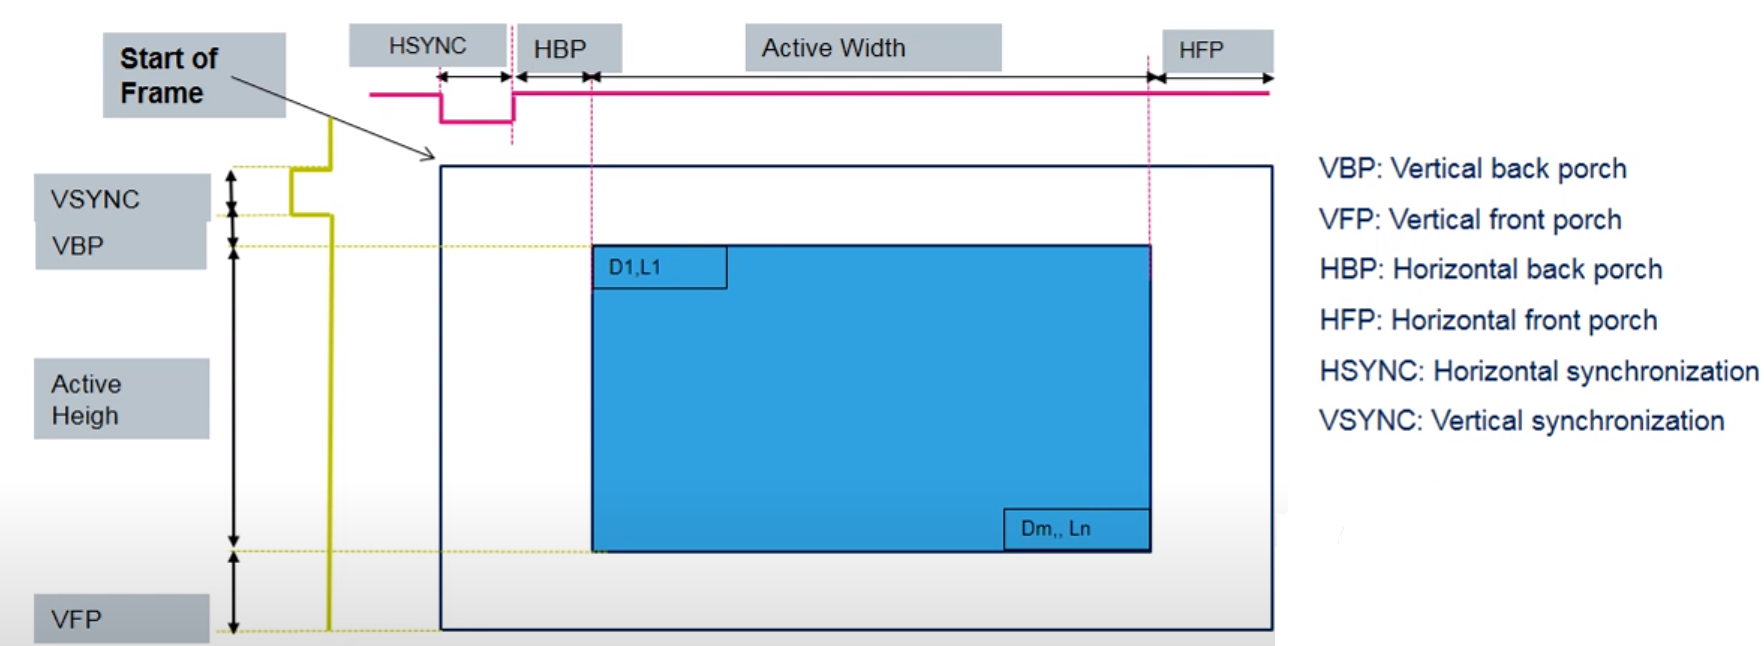 Start of
Frame
HSYNC
HBP
Active Width
HFP
VSYNC
VBP
Active
Heigh
VFP
D1,L1
Dm,, Ln
VBP: Vertical back porch
VFP: Vertical front porch
HBP: Horizontal back porch
HFP: Horizontal front porch
HSYNC: Horizontal synchronization
VSYNC: Vertical synchronization